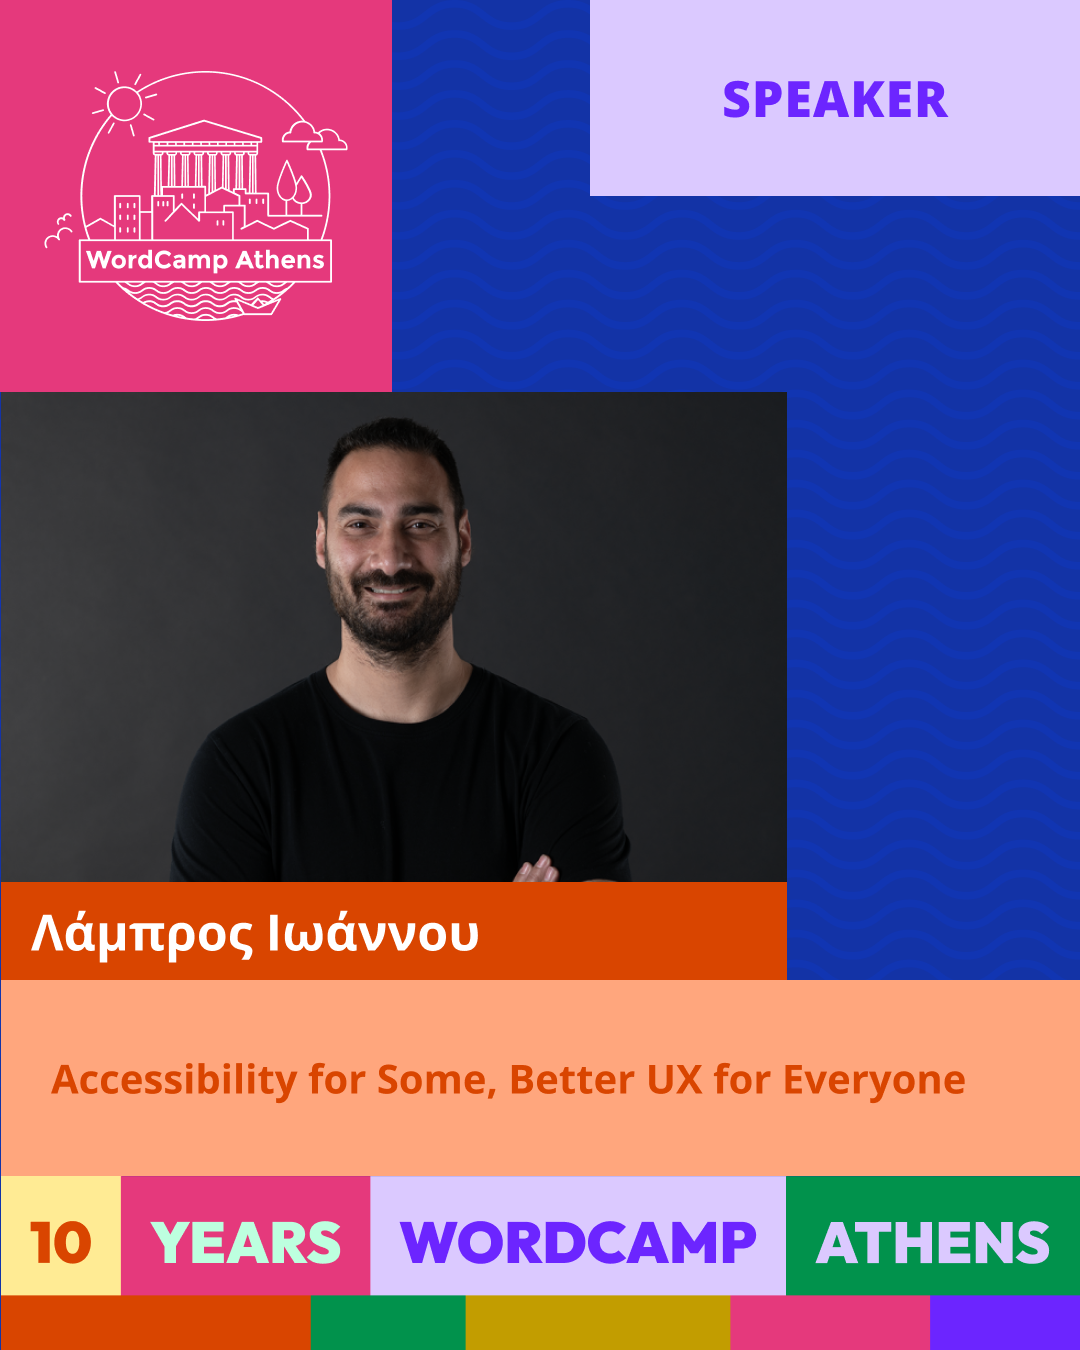 WordCamp Athens
SPEAKER
Λάμπρος Ιωάννου
Accessibility for Some, Better UX for Everyone
10 YEARS WORDCAMP ATHENS